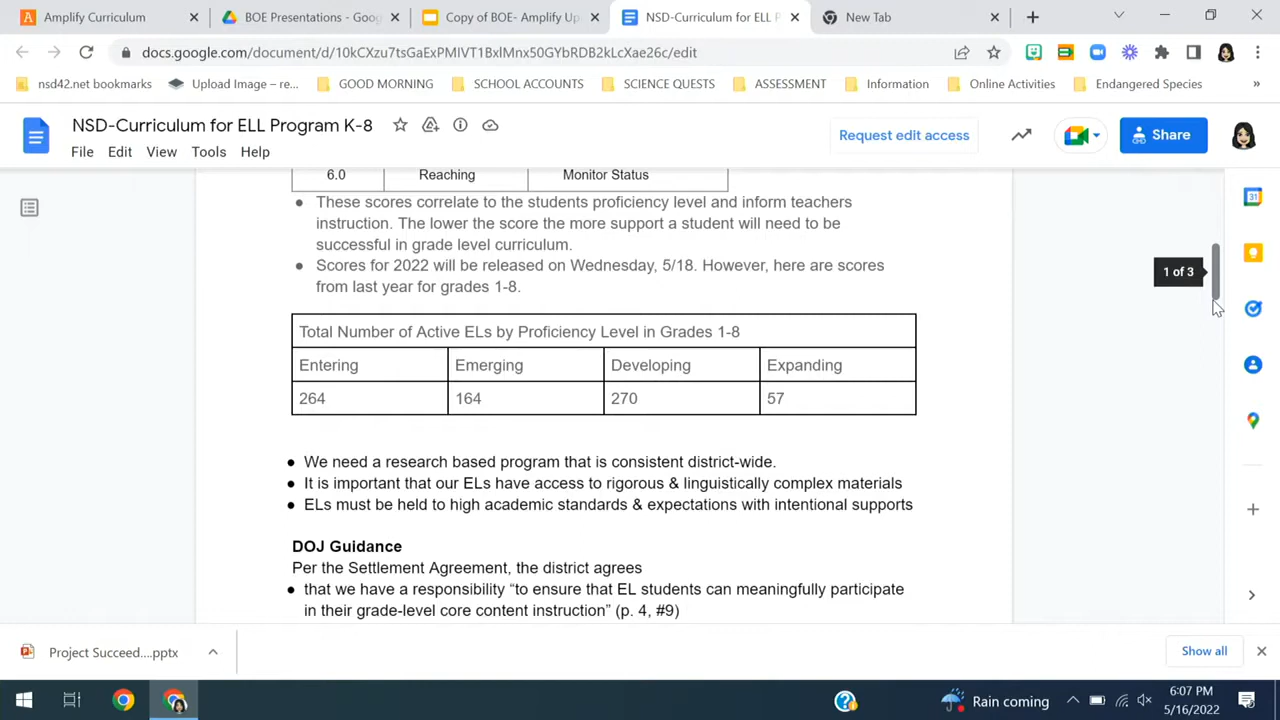 Amplify Curriculum
BOE Presentations - Goog
Copy of BOE- Amplify Up
NSD-Curriculum for ELL P
New Tab
docs.google.com/document/d/10kCXzu7tsGaExPMIVT1BxlMnx50GYbRDB2kLcXae26c/edit
nsd42.net bookmarks
Upload Image – re...
GOOD MORNING
SCHOOL ACCOUNTS
SCIENCE QUESTS
ASSESSMENT
Information
Online Activities
Endangered Species
»
NSD-Curriculum for ELL Program K-8
Request edit access
Share
File Edit View Tools Help
6.0 Reaching Monitor Status
● These scores correlate to the students proficiency level and inform teachers
instruction. The lower the score the more support a student will need to be
successful in grade level curriculum.
● Scores for 2022 will be released on Wednesday, 5/18. However, here are scores
from last year for grades 1-8.
1 of 3
Total Number of Active ELs by Proficiency Level in Grades 1-8
Entering Emerging Developing Expanding
264 164 270 57
● We need a research based program that is consistent district-wide.
● It is important that our ELs have access to rigorous & linguistically complex materials
● ELs must be held to high academic standards & expectations with intentional supports
DOJ Guidance
Per the Settlement Agreement, the district agrees
● that we have a responsibility “to ensure that EL students can meaningfully participate
in their grade-level core content instruction” (p. 4, #9)
31
Project Succeed....pptx
Show all
Rain coming
6:07 PM
5/16/2022